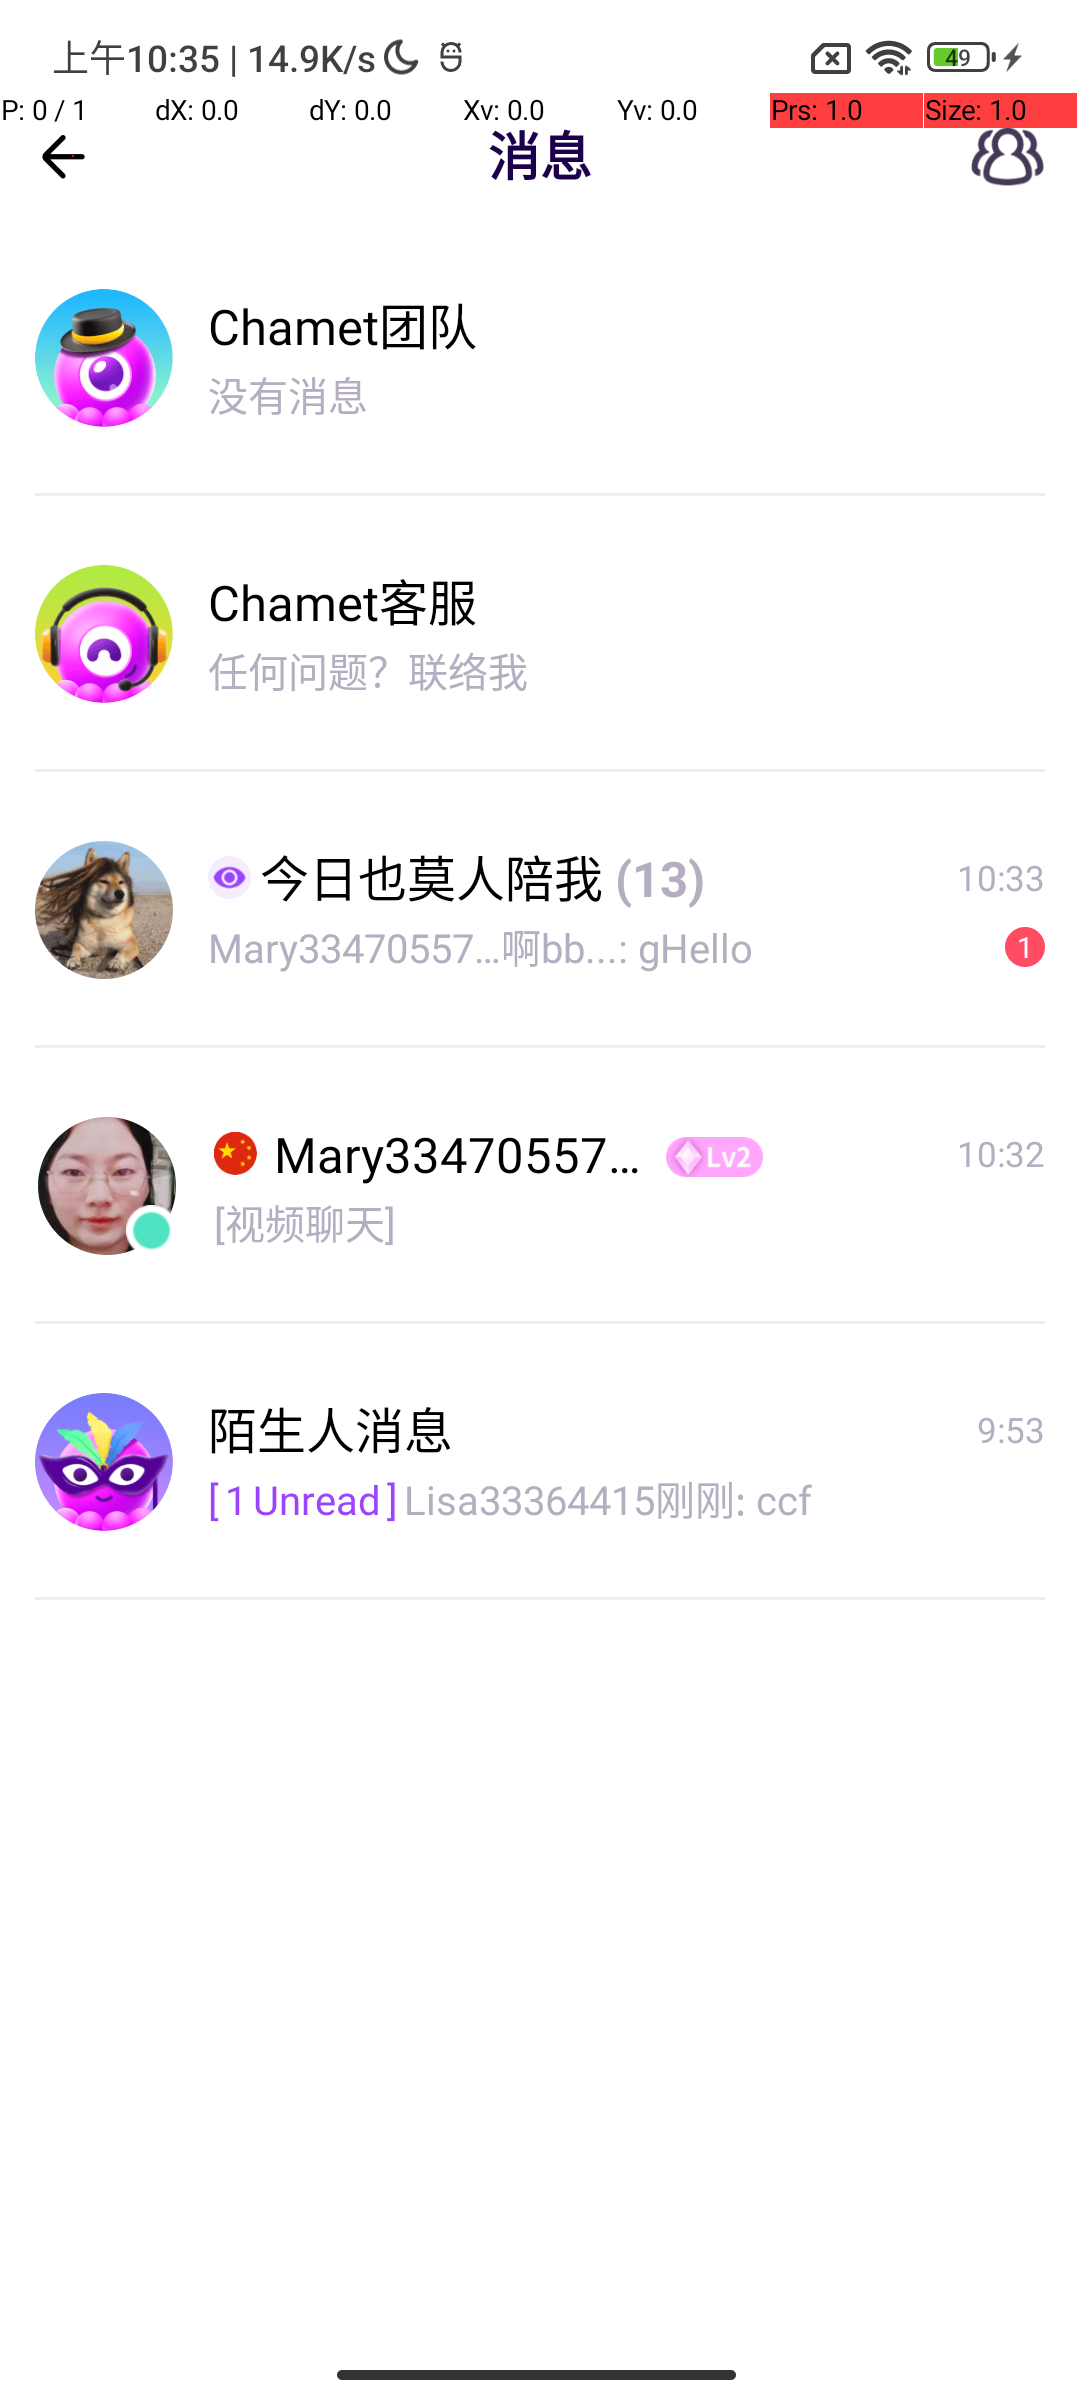 上午10:35 | 14.9K/s
49
P: 0 / 1 dX: 0.0 dY: 0.0 Xv: 0.0 Yv: 0.0 Prs: 1.0 Size: 1.0
消息
Chamet团队
没有消息
Chamet客服
任何问题？联络我
今日也莫人陪我 (13) 10:33
Mary33470557...啊bb...: gHello 1
Mary33470557... Lv2 10:32
[视频聊天]
陌生人消息 9:53
[1 Unread] Lisa33364415刚刚: ccf